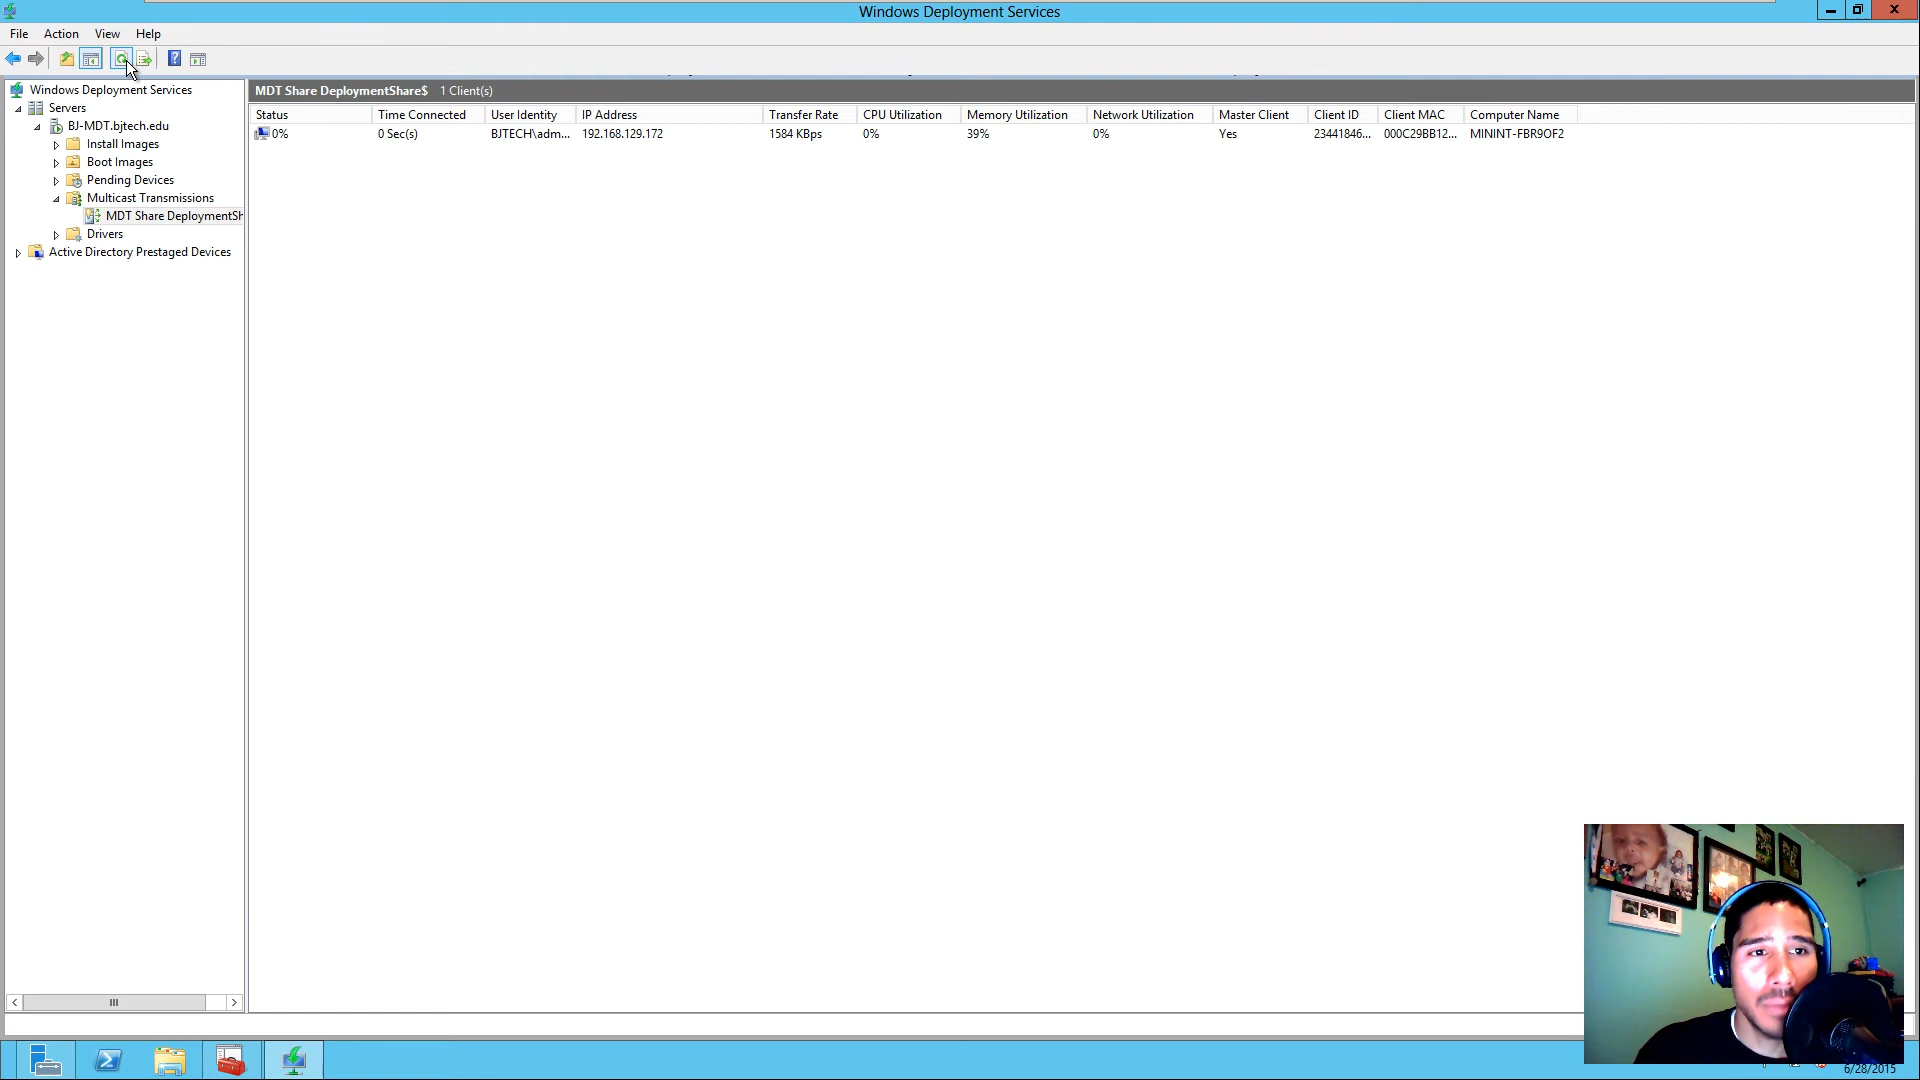 Windows Deployment Services
File Action View Help
Windows Deployment Services
Servers
BJ-MDT.bjtech.edu
Install Images
Boot Images
Pending Devices
Multicast Transmissions
MDT Share DeploymentSh
Drivers
Active Directory Prestaged Devices
MDT Share DeploymentShare$ 1 Client(s)
Status Time Connected User Identity IP Address Transfer Rate CPU Utilization Memory Utilization Network Utilization Master Client Client ID Client MAC Computer Name
0% 0 Sec(s) BJTECH\adm... 192.168.129.172 1584 KBps 0% 39% 0% Yes 23441846... 000C29BB12... MININT-FBR9OF2
6/28/2015